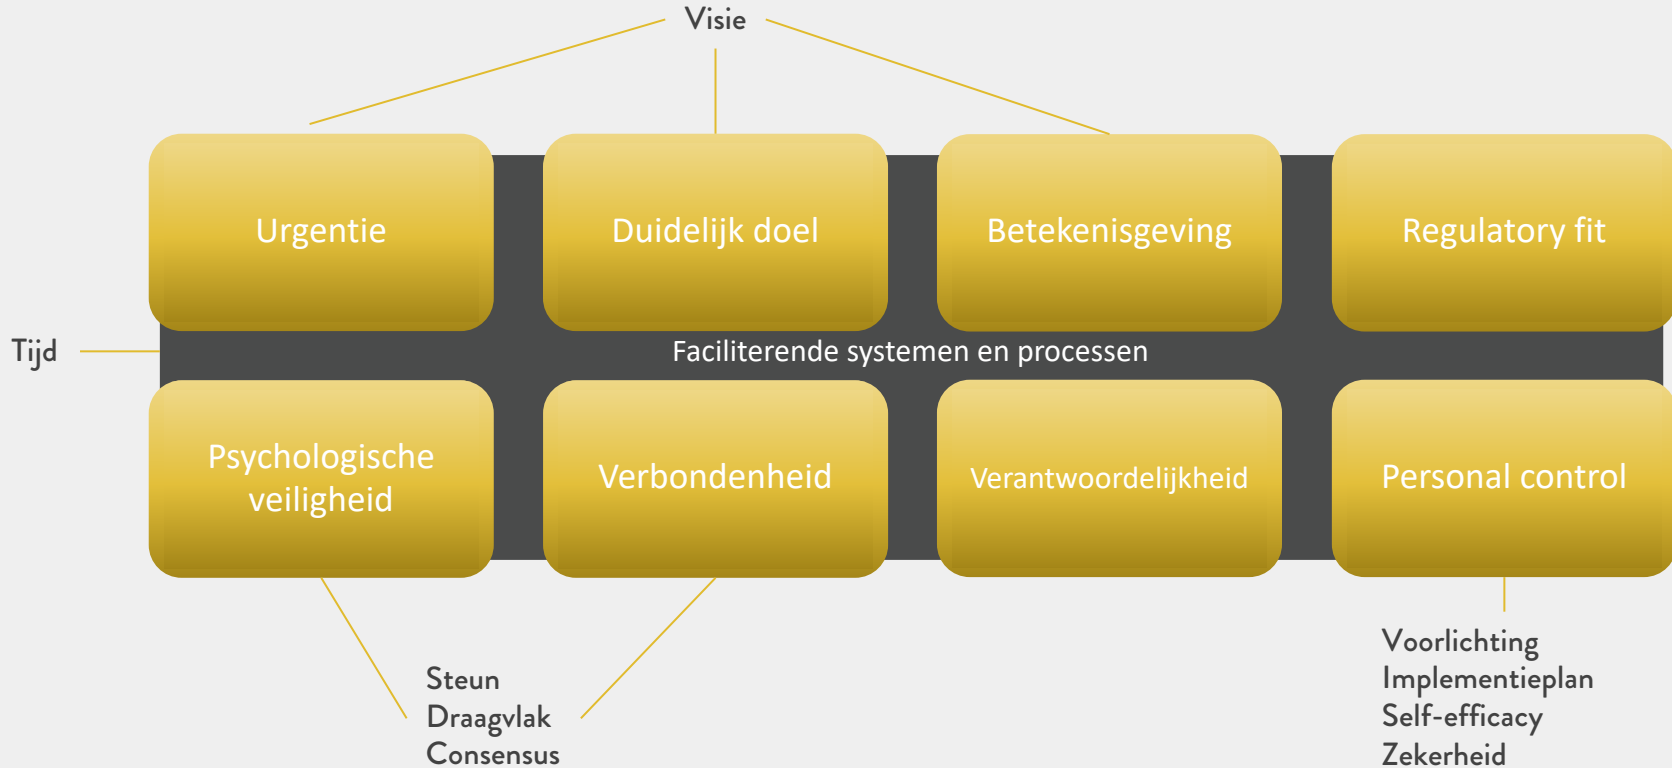 Visie
Urgentie
Duidelijk doel
Betekenisgeving
Regulatory fit
Tijd
Faciliterende systemen en processen
Psychologische
veiligheid
Verbondenheid
Verantwoordelijkheid
Personal control
Steun
Draagvlak
Consensus
Voorlichting
Implementieplan
Self-efficacy
Zekerheid